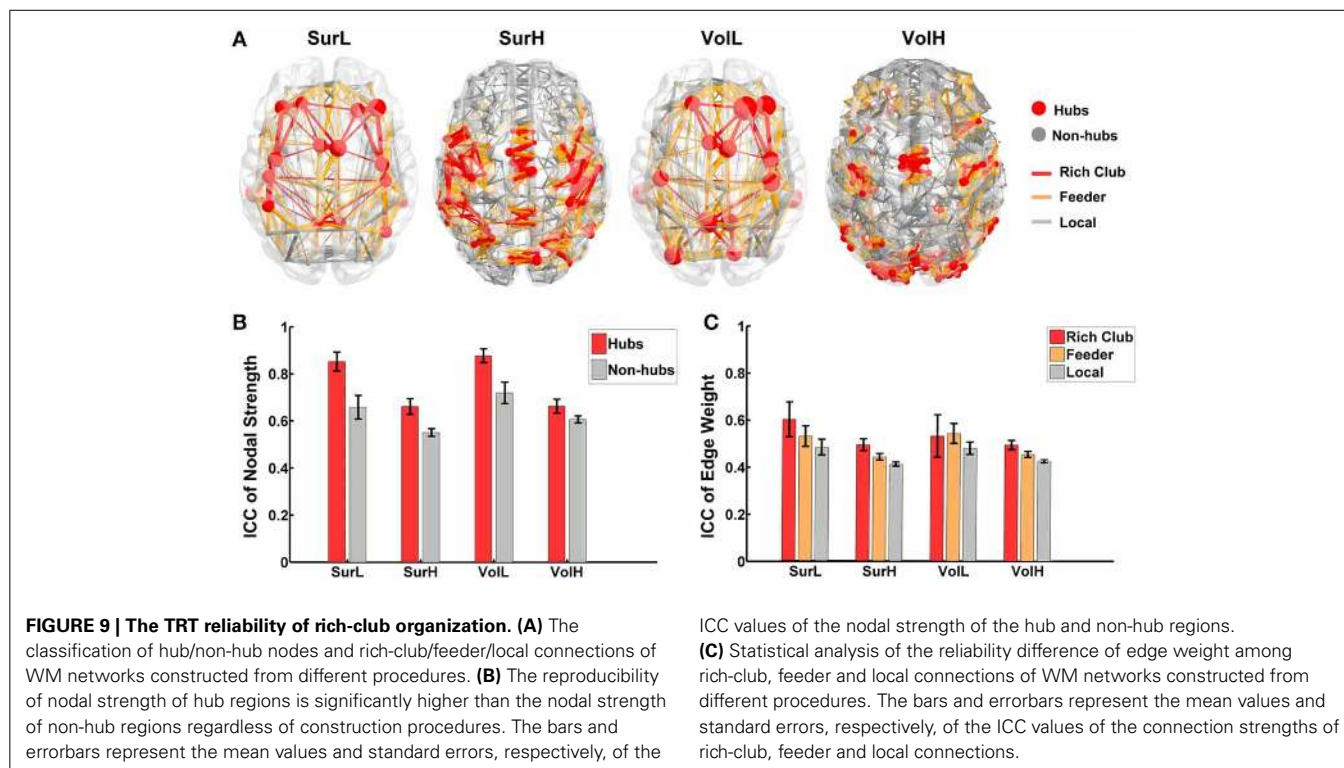 A
SurL
SurH
VolL
VolH
Hubs
Non-hubs
Rich Club
Feeder
Local
B
ICC of Nodal Strength
1
0.8
0.6
0.4
0.2
0
Hubs
Non-hubs
SurL
SurH
VolL
VolH
C
ICC of Edge Weight
1
0.8
0.6
0.4
0.2
0
Rich Club
Feeder
Local
SurL
SurH
VolL
VolH
FIGURE 9 | The TRT reliability of rich-club organization. (A) The
classification of hub/non-hub nodes and rich-club/feeder/local connections of
WM networks constructed from different procedures. (B) The reproducibility
of nodal strength of hub regions is significantly higher than the nodal strength
of non-hub regions regardless of construction procedures. The bars and
errorbars represent the mean values and standard errors, respectively, of the
ICC values of the nodal strength of the hub and non-hub regions.
(C) Statistical analysis of the reliability difference of edge weight among
rich-club, feeder and local connections of WM networks constructed from
different procedures. The bars and errorbars represent the mean values and
standard errors, respectively, of the ICC values of the connection strengths of
rich-club, feeder and local connections.